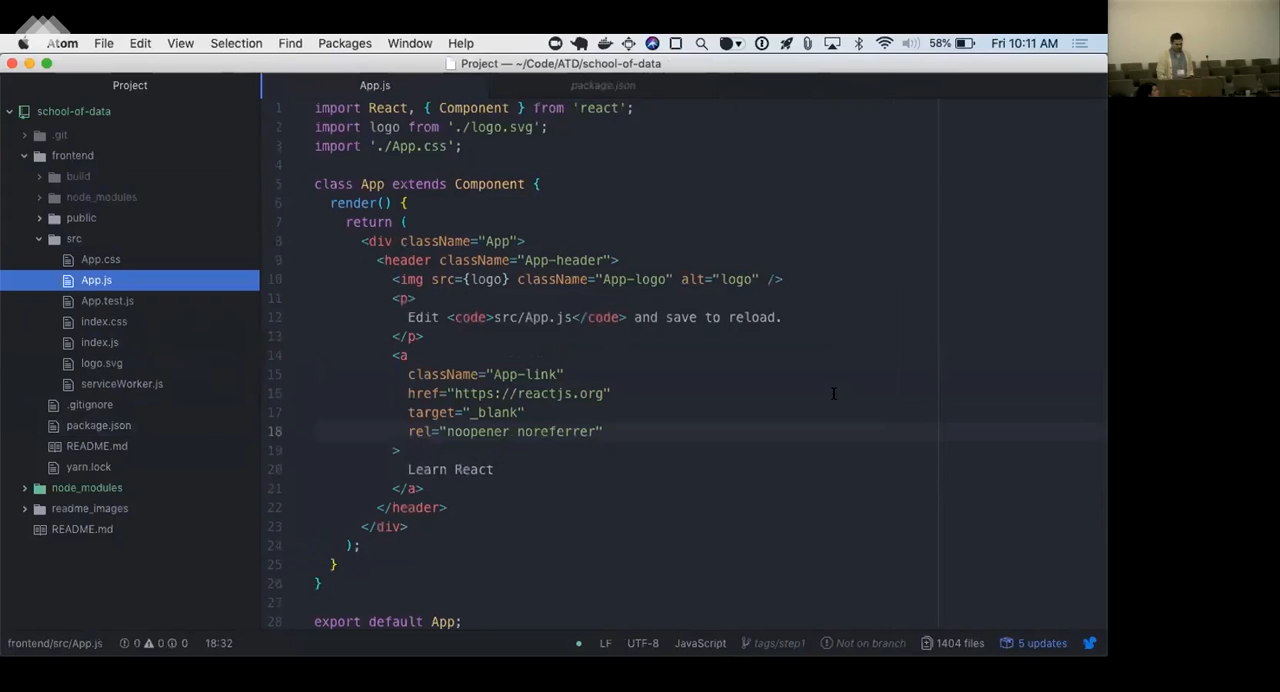 Atom File Edit View Selection Find Packages Window Help 58% Fri 10:11 AM
Project — ~/Code/ATD/school-of-data
Project App.js package.json
school-of-data
.git
frontend
build
node_modules
public
src
App.css
App.js
App.test.js
index.css
index.js
logo.svg
serviceWorker.js
.gitignore
package.json
README.md
yarn.lock
node_modules
readme_images
README.md
1 import React, { Component } from 'react';
2 import logo from './logo.svg';
3 import './App.css';
4
5 class App extends Component {
6 render() {
7 return (
8 <div className="App">
9 <header className="App-header">
10 <img src={logo} className="App-logo" alt="logo" />
11 <p>
12 Edit <code>src/App.js</code> and save to reload.
13 </p>
14 <a
15 className="App-link"
16 href="https://reactjs.org"
17 target="_blank"
18 rel="noopener noreferrer"
19 >
20 Learn React
21 </a>
22 </header>
23 </div>
24 );
25 }
26 }
27
28 export default App;
frontend/src/App.js 0 0 0 18:32 LF UTF-8 JavaScript tags/step1 Not on branch 1404 files 5 updates